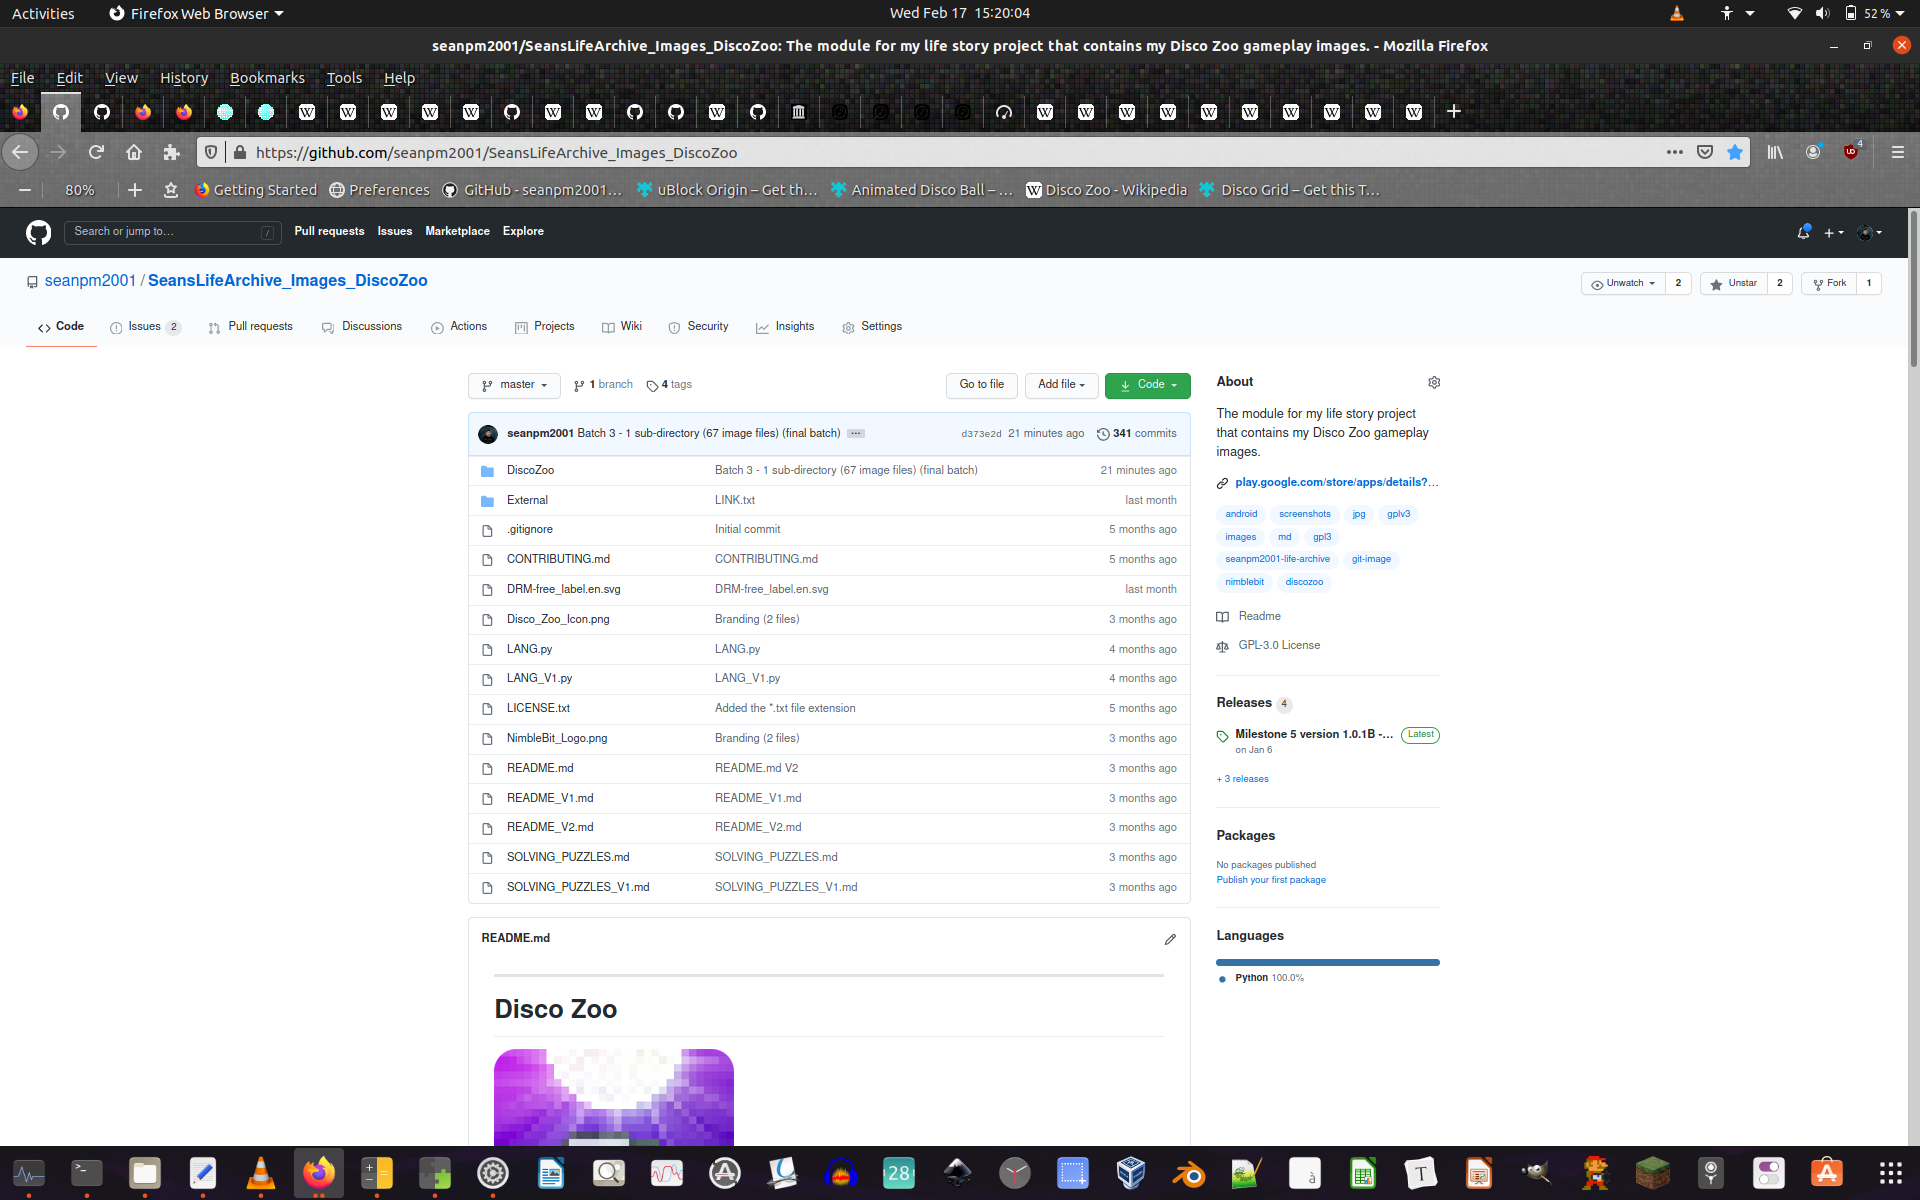 Activities Firefox Web Browser Wed Feb 17 15:20:04 52 %
seanpm2001/SeansLifeArchive_Images_DiscoZoo: The module for my life story project that contains my Disco Zoo gameplay images. - Mozilla Firefox
File Edit View History Bookmarks Tools Help
https://github.com/seanpm2001/SeansLifeArchive_Images_DiscoZoo 4
80% Getting Started Preferences GitHub - seanpm2001... uBlock Origin – Get th... Animated Disco Ball – ... Disco Zoo - Wikipedia Disco Grid – Get this T...
Search or jump to... / Pull requests Issues Marketplace Explore
seanpm2001 / SeansLifeArchive_Images_DiscoZoo Unwatch 2 Unstar 2 Fork 1
Code Issues 2 Pull requests Discussions Actions Projects Wiki Security Insights Settings
master 1 branch 4 tags Go to file Add file Code
seanpm2001 Batch 3 - 1 sub-directory (67 image files) (final batch) ... d373e2d 21 minutes ago 341 commits
DiscoZoo Batch 3 - 1 sub-directory (67 image files) (final batch) 21 minutes ago
External LINK.txt last month
.gitignore Initial commit 5 months ago
CONTRIBUTING.md CONTRIBUTING.md 5 months ago
DRM-free_label.en.svg DRM-free_label.en.svg last month
Disco_Zoo_Icon.png Branding (2 files) 3 months ago
LANG.py LANG.py 4 months ago
LANG_V1.py LANG_V1.py 4 months ago
LICENSE.txt Added the *.txt file extension 5 months ago
NimbleBit_Logo.png Branding (2 files) 3 months ago
README.md README.md V2 3 months ago
README_V1.md README_V1.md 3 months ago
README_V2.md README_V2.md 3 months ago
SOLVING_PUZZLES.md SOLVING_PUZZLES.md 3 months ago
SOLVING_PUZZLES_V1.md SOLVING_PUZZLES_V1.md 3 months ago
README.md
Disco Zoo
About
The module for my life story project
that contains my Disco Zoo gameplay
images.
play.google.com/store/apps/details?...
android screenshots jpg gplv3
images md gpl3
seanpm2001-life-archive git-image
nimblebit discozoo
Readme
GPL-3.0 License
Releases 4
Milestone 5 version 1.0.1B -... Latest
on Jan 6
+ 3 releases
Packages
No packages published
Publish your first package
Languages
Python 100.0%
28